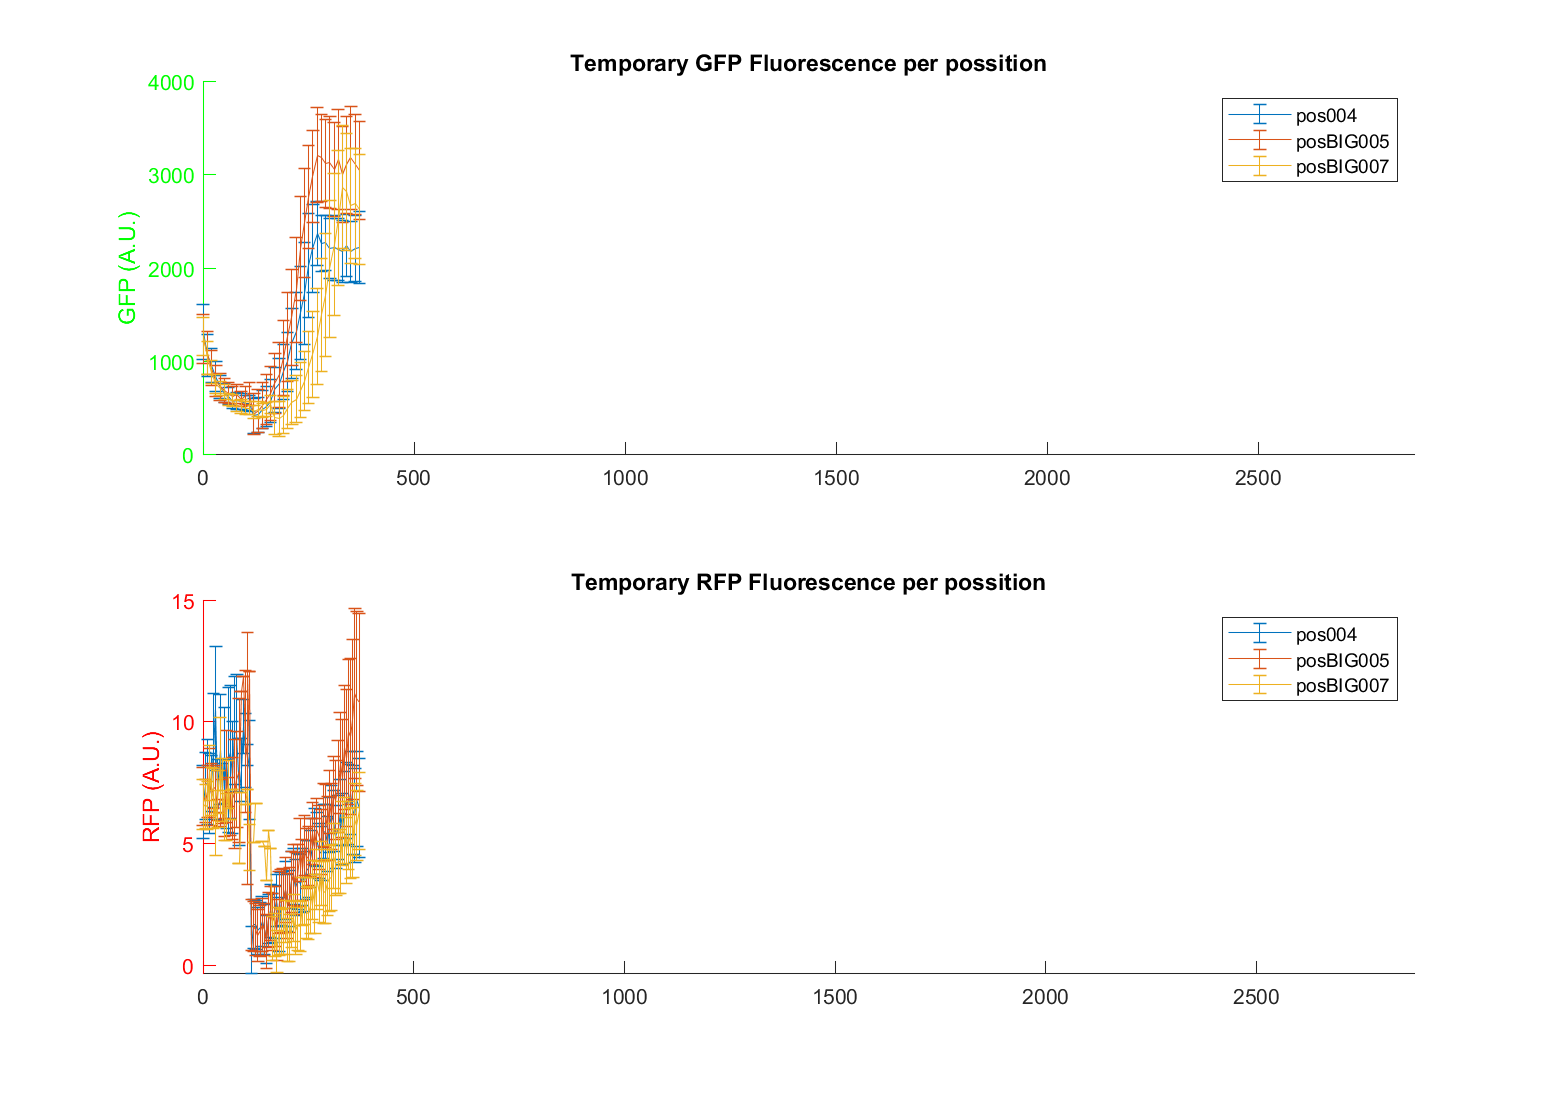 Temporary GFP Fluorescence per possition
4000
3000
2000
1000
0
GFP (A.U.)
pos004
posBIG005
posBIG007
0 500 1000 1500 2000 2500
Temporary RFP Fluorescence per possition
15
10
5
0
RFP (A.U.)
pos004
posBIG005
posBIG007
0 500 1000 1500 2000 2500